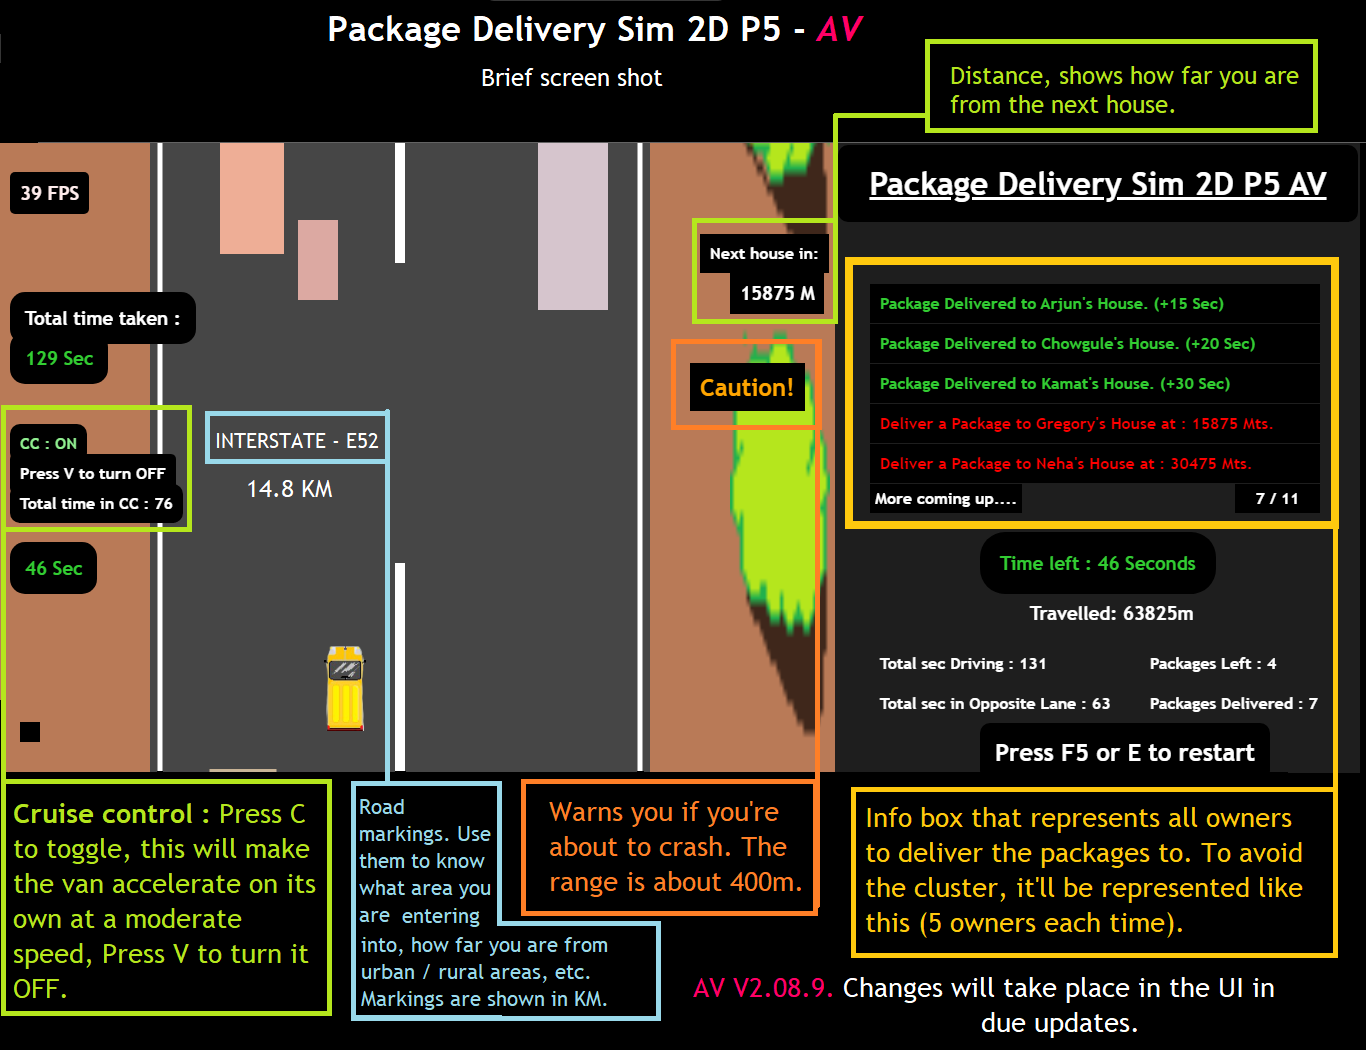 Package Delivery Sim 2D P5 - AV
Brief screen shot
Distance, shows how far you are
from the next house.
39 FPS
Total time taken :
129 Sec
CC : ON
Press V to turn OFF
Total time in CC : 76
46 Sec
INTERSTATE - E52
14.8 KM
Next house in:
15875 M
Caution!
Package Delivery Sim 2D P5 AV
Package Delivered to Arjun's House. (+15 Sec)
Package Delivered to Chowgule's House. (+20 Sec)
Package Delivered to Kamat's House. (+30 Sec)
Deliver a Package to Gregory's House at : 15875 Mts.
Deliver a Package to Neha's House at : 30475 Mts.
More coming up.... 7 / 11
Time left : 46 Seconds
Travelled: 63825m
Total sec Driving : 131 Packages Left : 4
Total sec in Opposite Lane : 63 Packages Delivered : 7
Press F5 or E to restart
Cruise control : Press C
to toggle, this will make
the van accelerate on its
own at a moderate
speed, Press V to turn it
OFF.
Road
markings. Use
them to know
what area you
are entering
into, how far you are from
urban / rural areas, etc.
Markings are shown in KM.
Warns you if you're
about to crash. The
range is about 400m.
Info box that represents all owners
to deliver the packages to. To avoid
the cluster, it'll be represented like
this (5 owners each time).
AV V2.08.9. Changes will take place in the UI in
due updates.